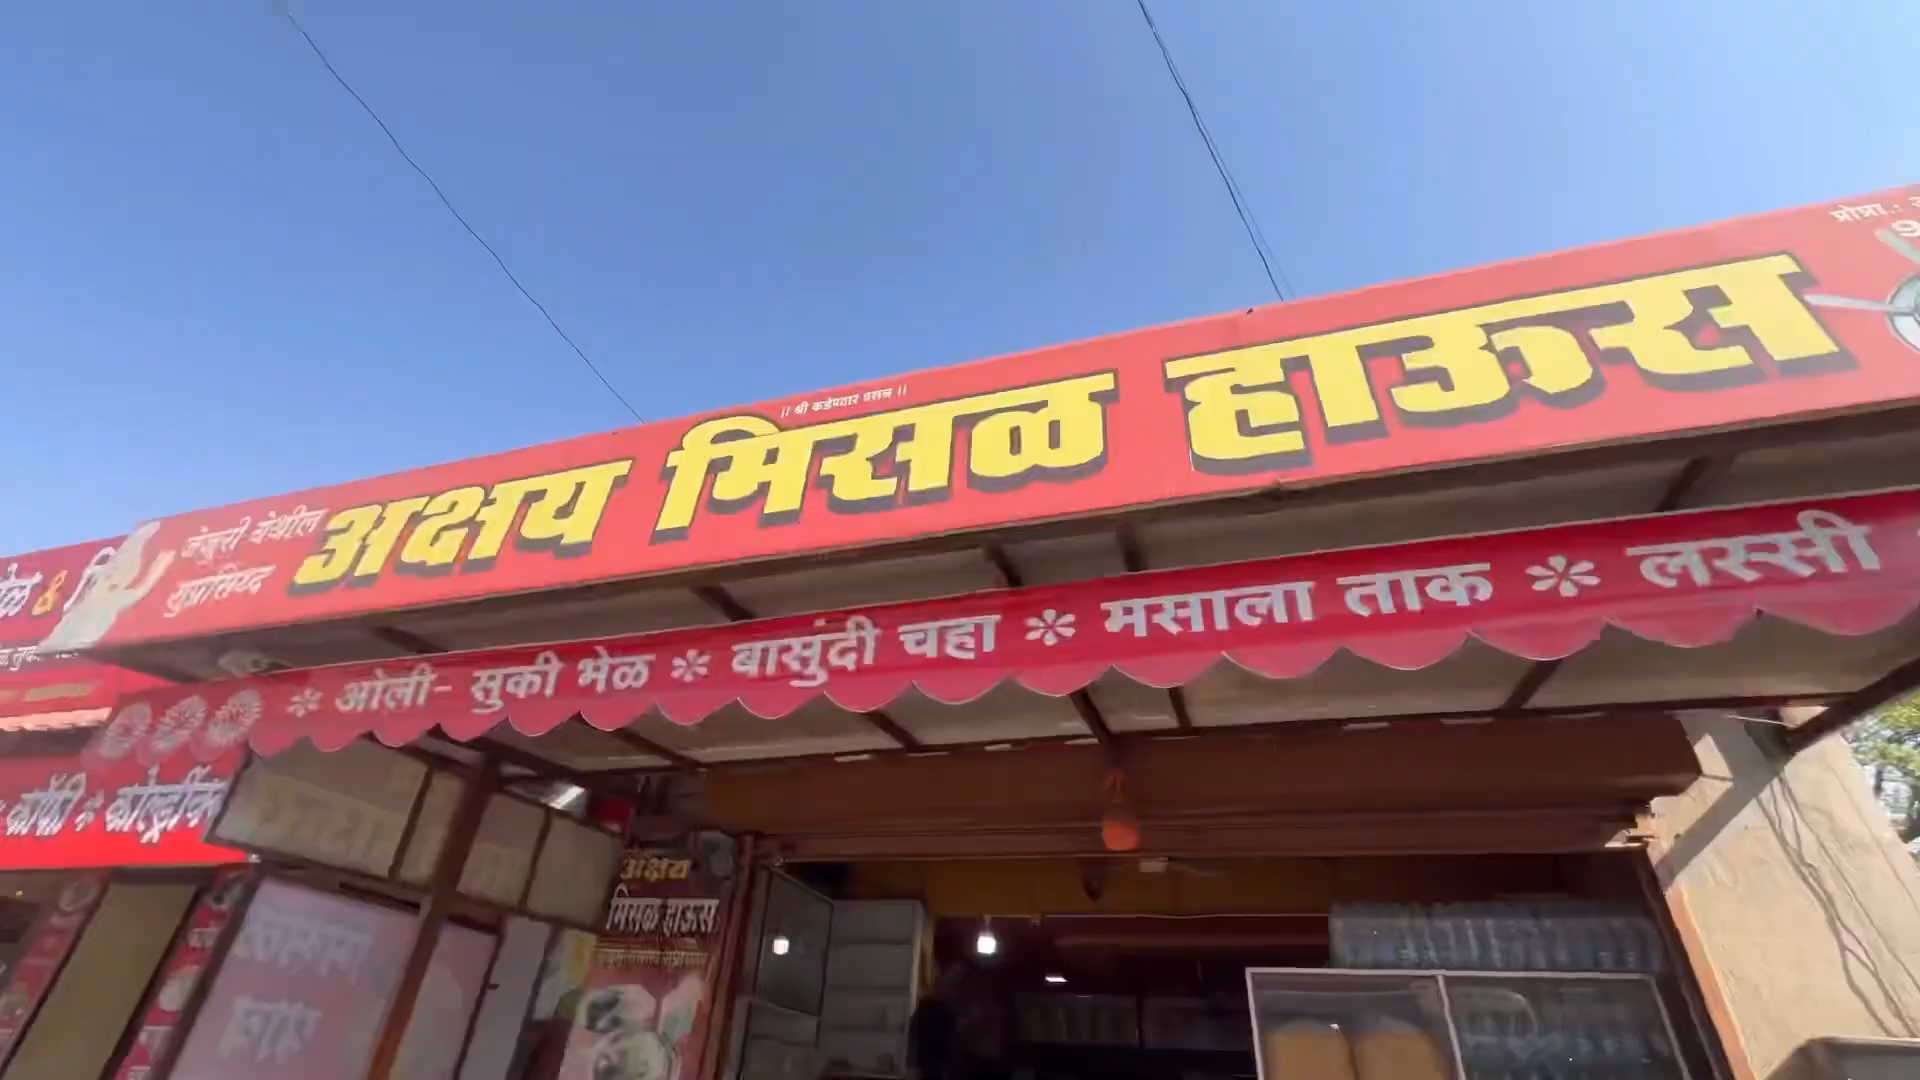 || श्री कडेपठार प्रसन्न ||
जेजुरी येथील
सुप्रसिध्द
अक्षय मिसळ हाऊस
प्रोप्रा.:
ओली- सुकी भेळ * बासुंदी चहा * मसाला ताक * लस्सी
&
कॉफी * कोल्ड्रींक्स
अक्षय
मिसळ हाऊस